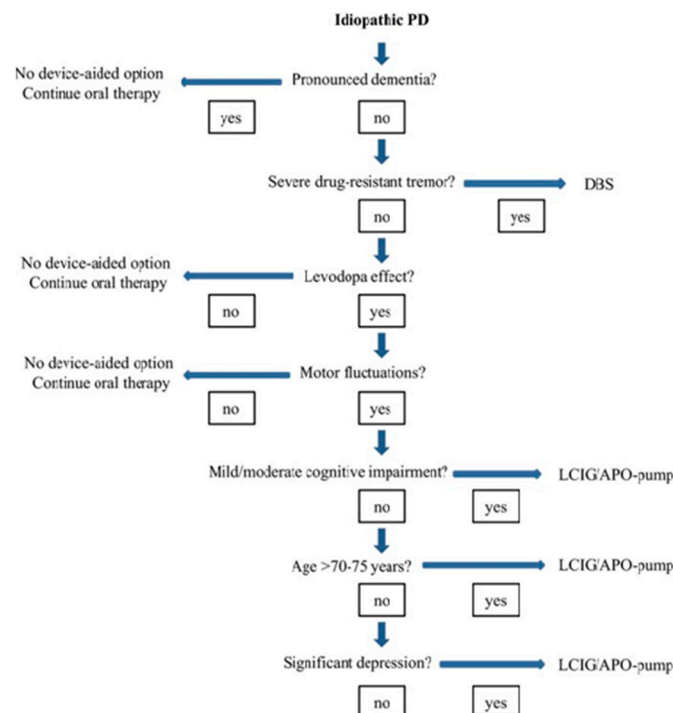 Idiopathic PD
No device-aided option
Continue oral therapy
Pronounced dementia?
yes
no
Severe drug-resistant tremor?
DBS
no
yes
No device-aided option
Continue oral therapy
Levodopa effect?
no
yes
No device-aided option
Continue oral therapy
Motor fluctuations?
no
yes
Mild/moderate cognitive impairment?
LCIG/APO-pump
no
yes
Age >70-75 years?
LCIG/APO-pump
no
yes
Significant depression?
LCIG/APO-pump
no
yes